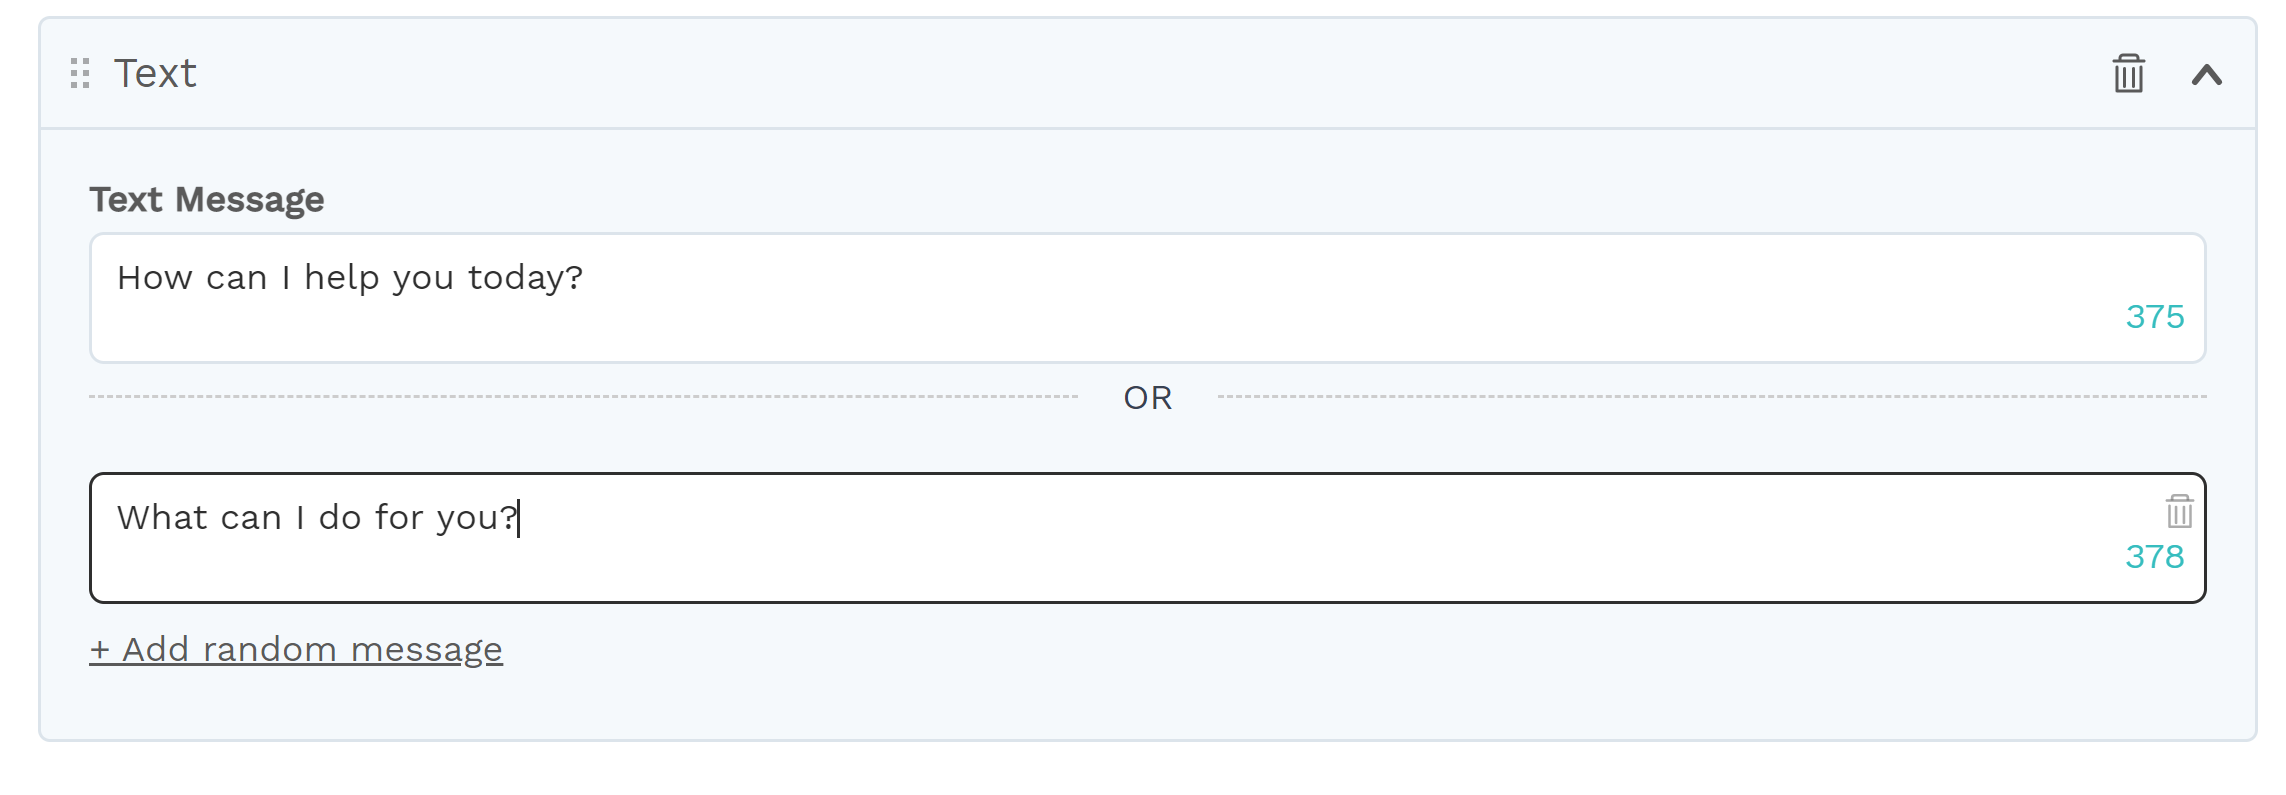 Text
Text Message
How can I help you today?
375
OR
What can I do for you?
378
+ Add random message